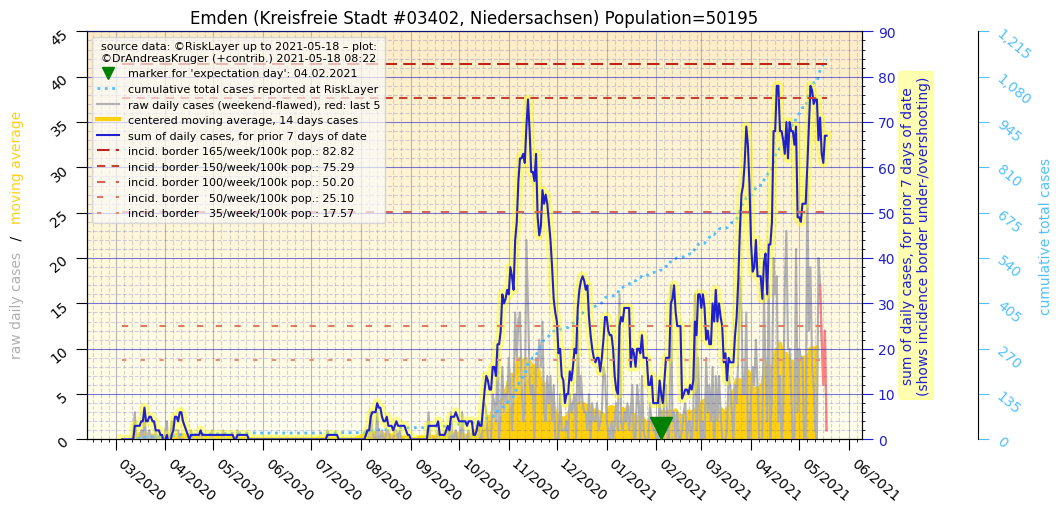 Emden (Kreisfreie Stadt #03402, Niedersachsen) Population=50195
source data: ©RiskLayer up to 2021-05-18 – plot:
©DrAndreasKruger (+contrib.) 2021-05-18 08:22
marker for 'expectation day': 04.02.2021
cumulative total cases reported at RiskLayer
raw daily cases (weekend-flawed), red: last 5
centered moving average, 14 days cases
sum of daily cases, for prior 7 days of date
incid. border 165/week/100k pop.: 82.82
incid. border 150/week/100k pop.: 75.29
incid. border 100/week/100k pop.: 50.20
incid. border 50/week/100k pop.: 25.10
incid. border 35/week/100k pop.: 17.57
raw daily cases / moving average
45
40
35
30
25
20
15
10
5
0
03/2020
04/2020
05/2020
06/2020
07/2020
08/2020
09/2020
10/2020
11/2020
12/2020
01/2021
02/2021
03/2021
04/2021
05/2021
06/2021
90
80
70
60
50
40
30
20
10
0
sum of daily cases, for prior 7 days of date
(shows incidence border under-/overshooting)
1,215
1,080
945
810
675
540
405
270
135
0
cumulative total cases